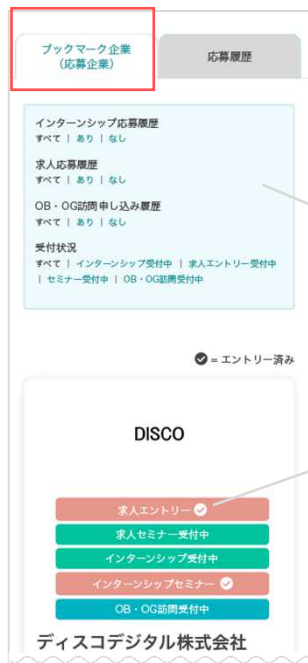 ブックマーク企業
(応募企業)
応募履歴
インターンシップ応募履歴
すべて | あり | なし
求人応募履歴
すべて | あり | なし
OB・OG訪問申し込み履歴
すべて | あり | なし
受付状況
すべて | インターンシップ受付中 | 求人エントリー受付中
| セミナー受付中 | OB・OG訪問受付中
= エントリー済み
DISCO
求人エントリー
求人セミナー受付中
インターンシップ受付中
インターンシップセミナー
OB・OG訪問受付中
ディスコデジタル株式会社